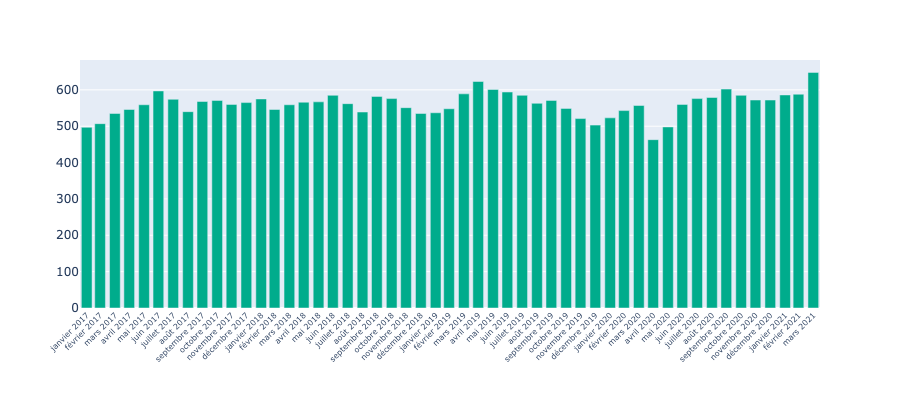 600
500
400
300
200
100
0
janvier 2017
février 2017
mars 2017
avril 2017
mai 2017
juin 2017
juillet 2017
août 2017
septembre 2017
octobre 2017
novembre 2017
décembre 2017
janvier 2018
février 2018
mars 2018
avril 2018
mai 2018
juin 2018
juillet 2018
août 2018
septembre 2018
octobre 2018
novembre 2018
décembre 2018
janvier 2019
février 2019
mars 2019
avril 2019
mai 2019
juin 2019
juillet 2019
août 2019
septembre 2019
octobre 2019
novembre 2019
décembre 2019
janvier 2020
février 2020
mars 2020
avril 2020
mai 2020
juin 2020
juillet 2020
août 2020
septembre 2020
octobre 2020
novembre 2020
décembre 2020
janvier 2021
février 2021
mars 2021